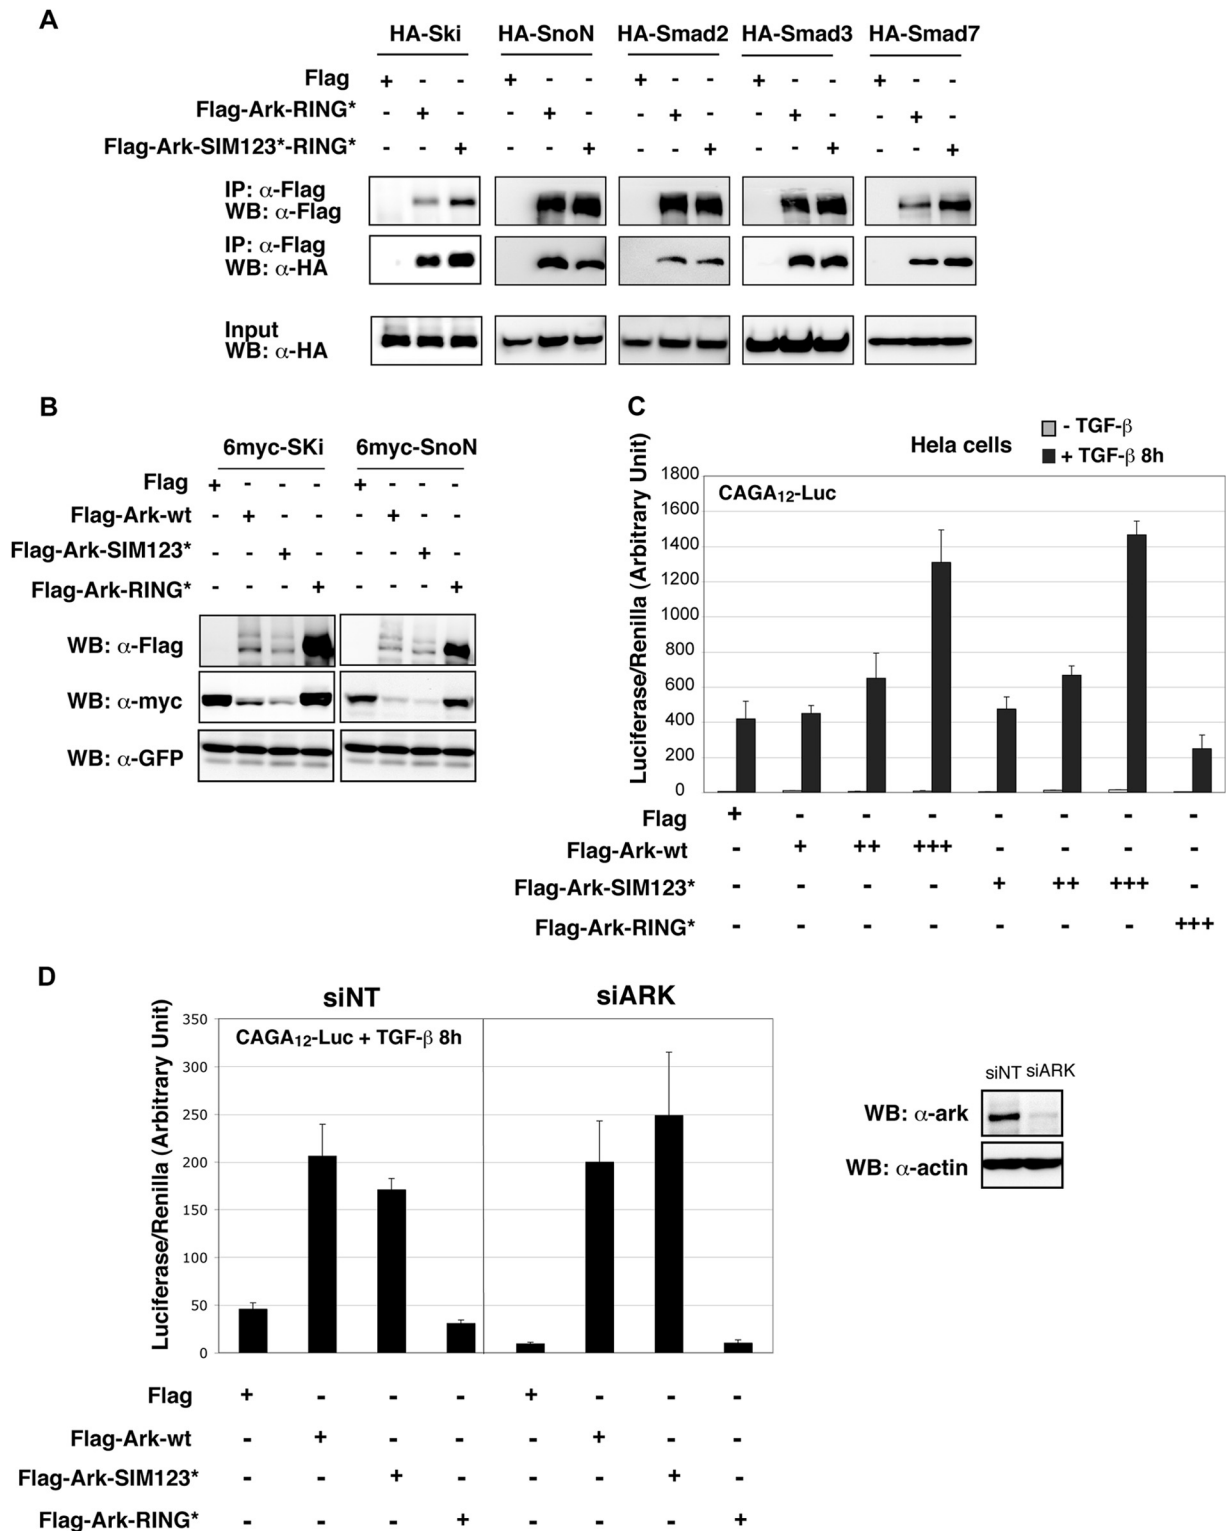 A
HA-Ski HA-SnoN HA-Smad2 HA-Smad3 HA-Smad7
Flag + - - + - - + - - + - - + - -
Flag-Ark-RING* - + - - + - - + - - + - - + -
Flag-Ark-SIM123*-RING* - - + - - + - - + - - + - - +
IP: α-Flag
WB: α-Flag
IP: α-Flag
WB: α-HA
Input
WB: α-HA
B
6myc-SKi 6myc-SnoN
Flag + - - - + - - -
Flag-Ark-wt - + - - - + - -
Flag-Ark-SIM123* - - + - - - + -
Flag-Ark-RING* - - - + - - - +
WB: α-Flag
WB: α-myc
WB: α-GFP
C
Hela cells
- TGF-β
+ TGF-β 8h
CAGA12-Luc
Luciferase/Renilla (Arbitrary Unit)
1800
1600
1400
1200
1000
800
600
400
200
0
Flag + - - - - - - -
Flag-Ark-wt - + ++ +++ - - - -
Flag-Ark-SIM123* - - - - + ++ +++ -
Flag-Ark-RING* - - - - - - - +++
D
siNT siARK
CAGA12-Luc + TGF-β 8h
Luciferase/Renilla (Arbitrary Unit)
350
300
250
200
150
100
50
0
Flag + - - - + - - -
Flag-Ark-wt - + - - - + - -
Flag-Ark-SIM123* - - + - - - + -
Flag-Ark-RING* - - - + - - - +
siNT siARK
WB: α-ark
WB: α-actin